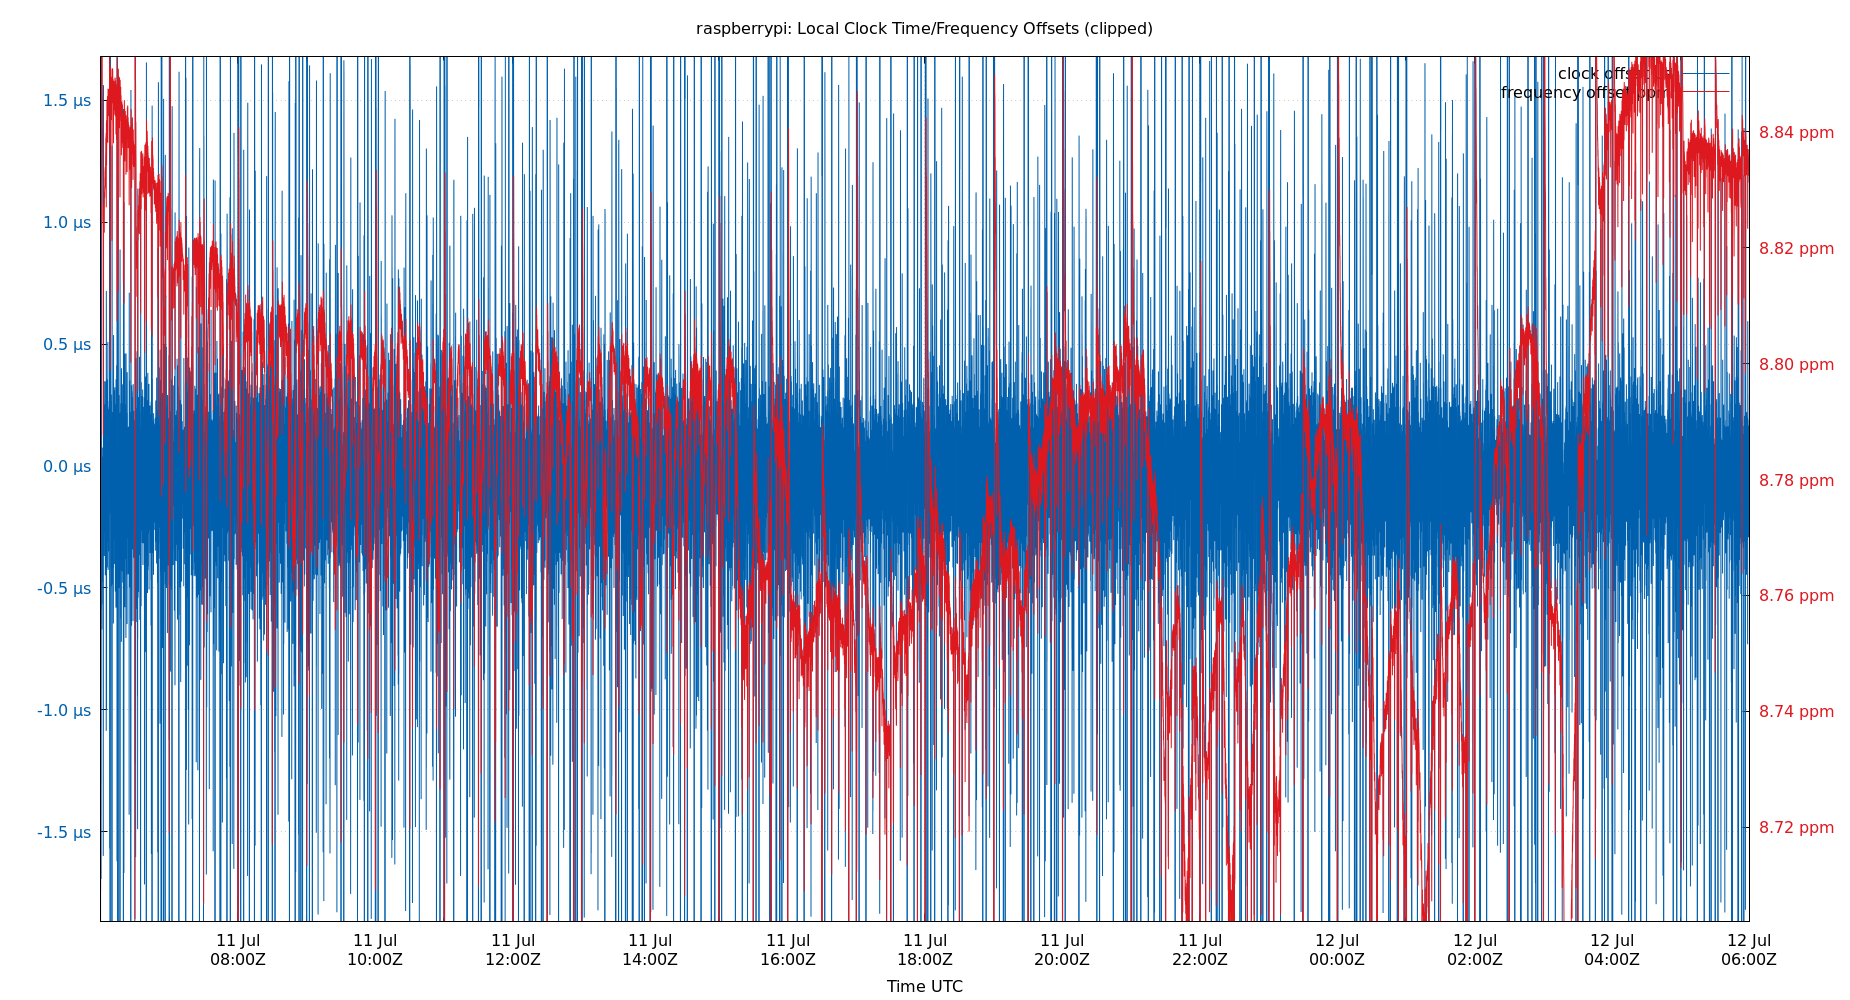 raspberrypi: Local Clock Time/Frequency Offsets (clipped)
clock offset
frequency offset ppm
1.5 µs
1.0 µs
0.5 µs
0.0 µs
-0.5 µs
-1.0 µs
-1.5 µs
8.84 ppm
8.82 ppm
8.80 ppm
8.78 ppm
8.76 ppm
8.74 ppm
8.72 ppm
11 Jul 11 Jul 11 Jul 11 Jul 11 Jul 11 Jul 11 Jul 11 Jul 12 Jul 12 Jul 12 Jul 12 Jul
08:00Z 10:00Z 12:00Z 14:00Z 16:00Z 18:00Z 20:00Z 22:00Z 00:00Z 02:00Z 04:00Z 06:00Z
Time UTC